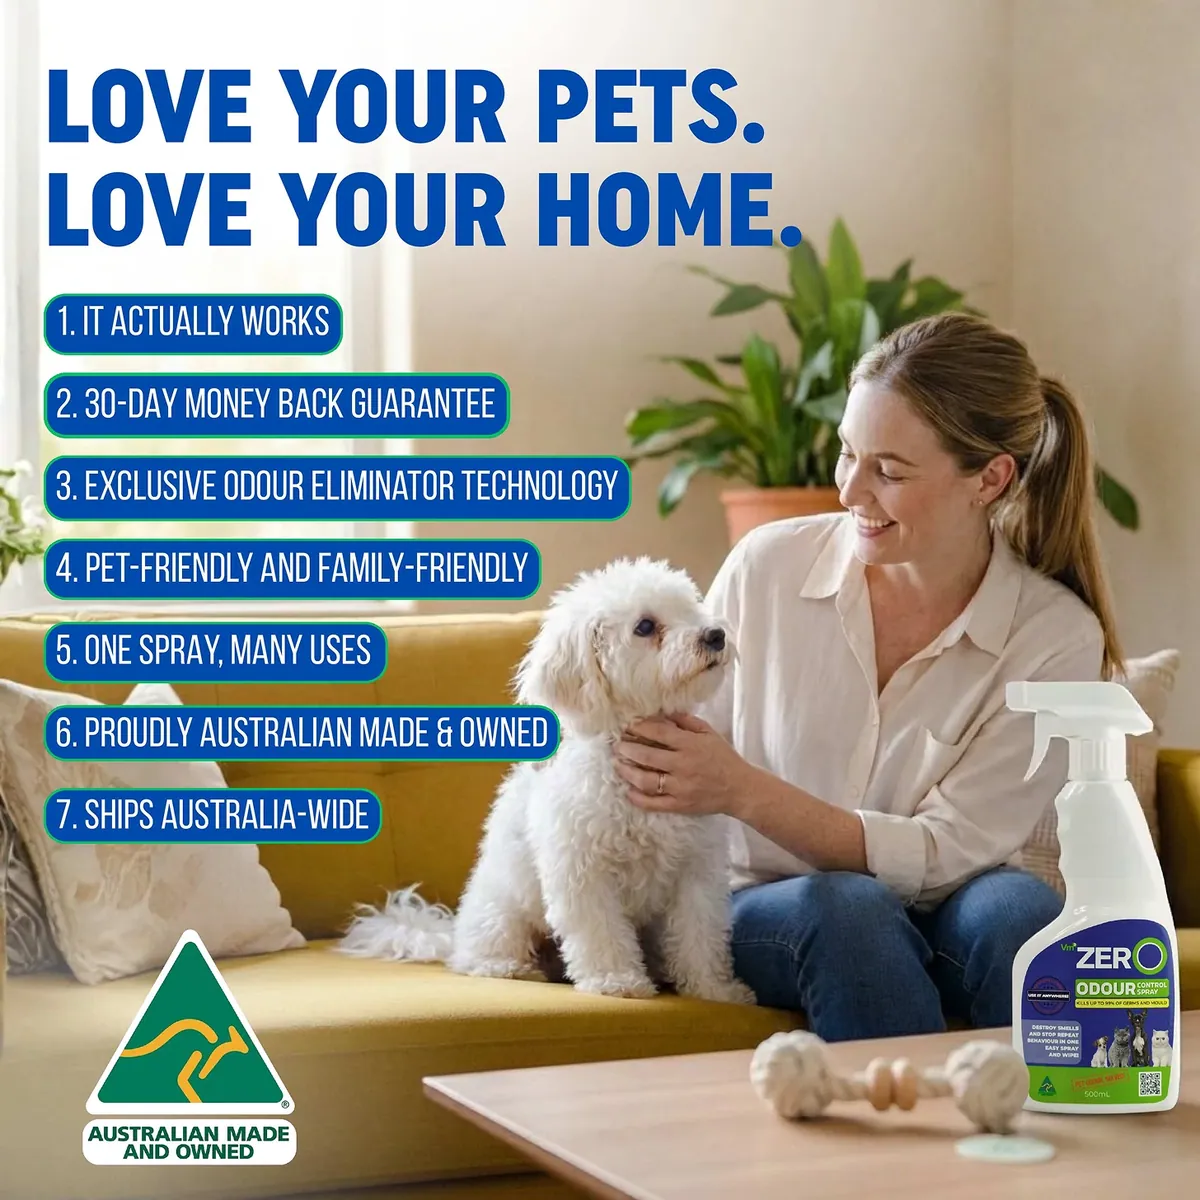 LOVE YOUR PETS.
LOVE YOUR HOME.
1. IT ACTUALLY WORKS
2. 30-DAY MONEY BACK GUARANTEE
3. EXCLUSIVE ODOUR ELIMINATOR TECHNOLOGY
4. PET-FRIENDLY AND FAMILY-FRIENDLY
5. ONE SPRAY, MANY USES
6. PROUDLY AUSTRALIAN MADE & OWNED
7. SHIPS AUSTRALIA-WIDE
®
AUSTRALIAN MADE
AND OWNED
ZERO
ODOUR CONTROL
SPRAY
KILLS UP TO 99% OF GERMS AND MOULD
USE IT ANYWHERE!
DESTROY SMELLS
AND STOP REPEAT
BEHAVIOUR IN ONE
EASY SPRAY
AND WIPE!
500mL